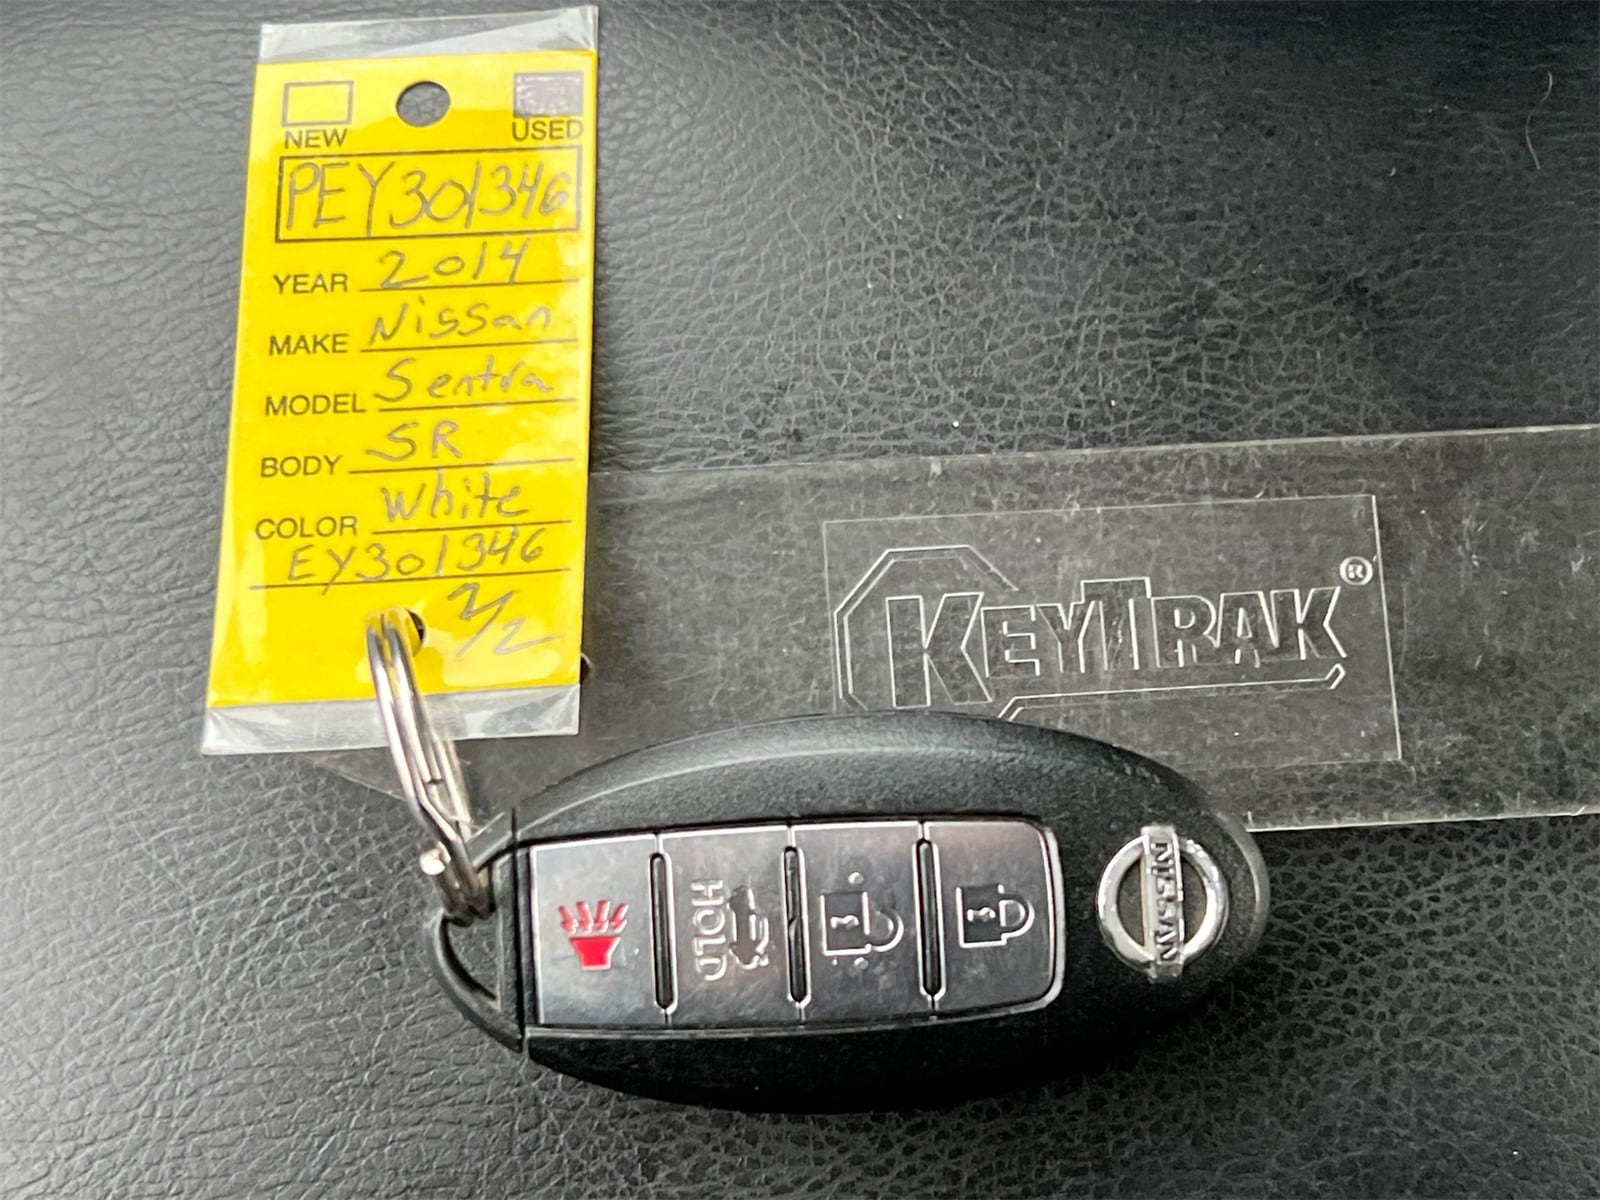 NEW USED
PEY301346
YEAR 2014
MAKE Nissan
MODEL Sentra
BODY SR
COLOR White
EY301346
2/2
KEYTRAK®
HOLD
NISSAN